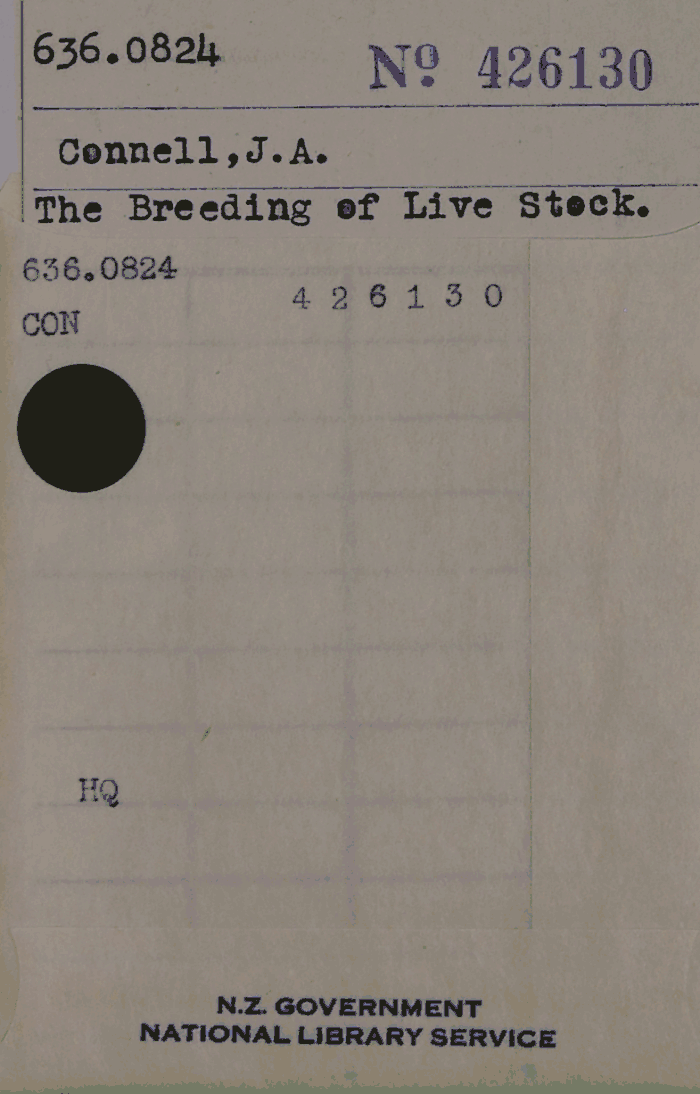 636.0824 Nº 426130
Connell,J.A.
The Breeding of Live Stock.
636.0824
4 2 6 1 3 0
CON
HQ
N.Z. GOVERNMENT
NATIONAL LIBRARY SERVICE